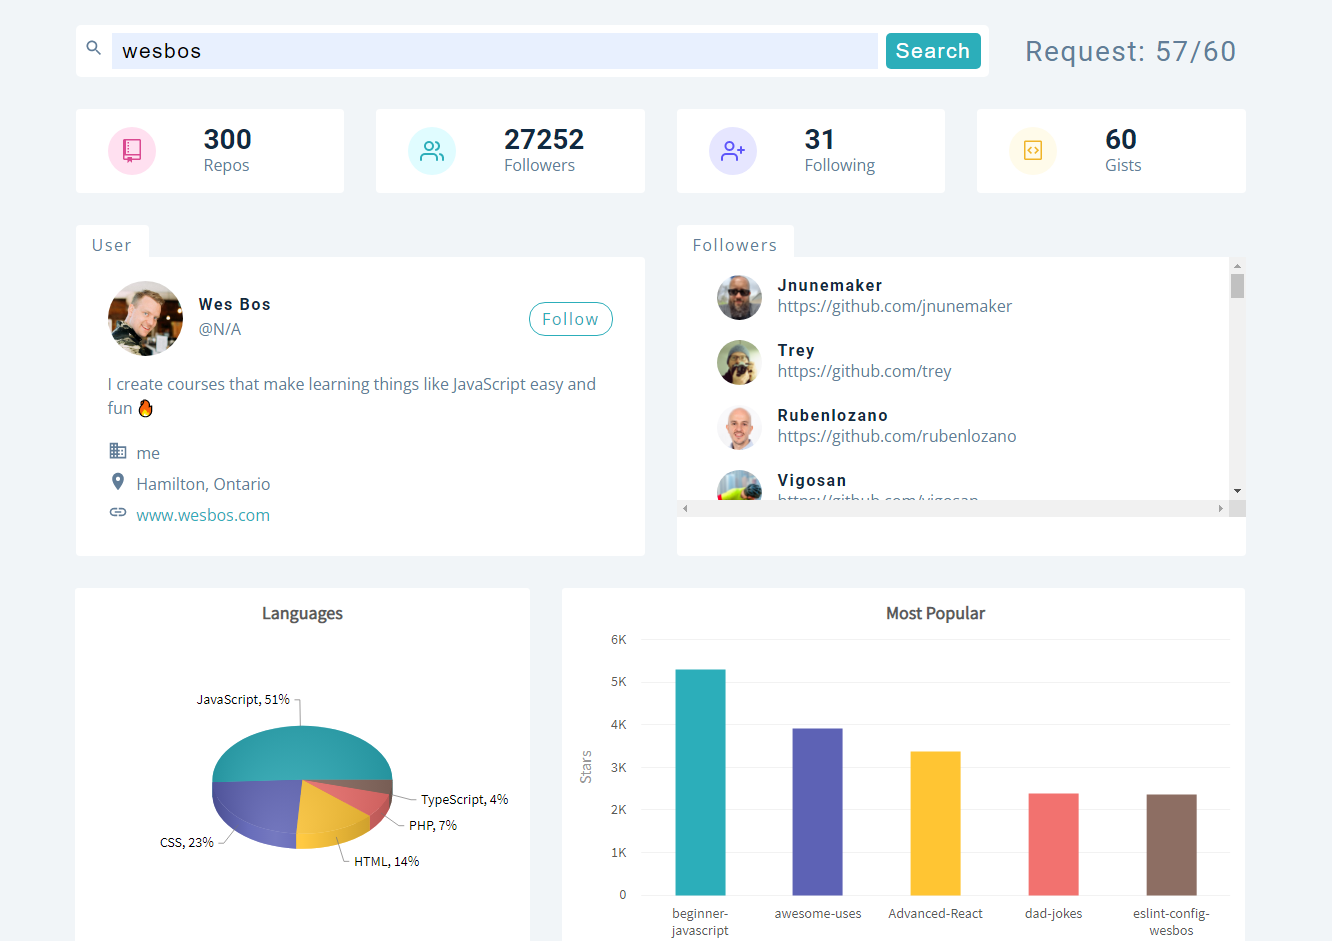 wesbos
Search
Request: 57/60
300
Repos
27252
Followers
31
Following
60
Gists
User
Wes Bos
@N/A
Follow
I create courses that make learning things like JavaScript easy and
fun 🔥
me
Hamilton, Ontario
www.wesbos.com
Followers
Jnunemaker
https://github.com/jnunemaker
Trey
https://github.com/trey
Rubenlozano
https://github.com/rubenlozano
Vigosan
https://github.com/vigosan
Languages
JavaScript, 51%
TypeScript, 4%
PHP, 7%
CSS, 23%
HTML, 14%
Most Popular
6K
5K
4K
3K
2K
1K
0
Stars
beginner-
javascript
awesome-uses
Advanced-React
dad-jokes
eslint-config-
wesbos